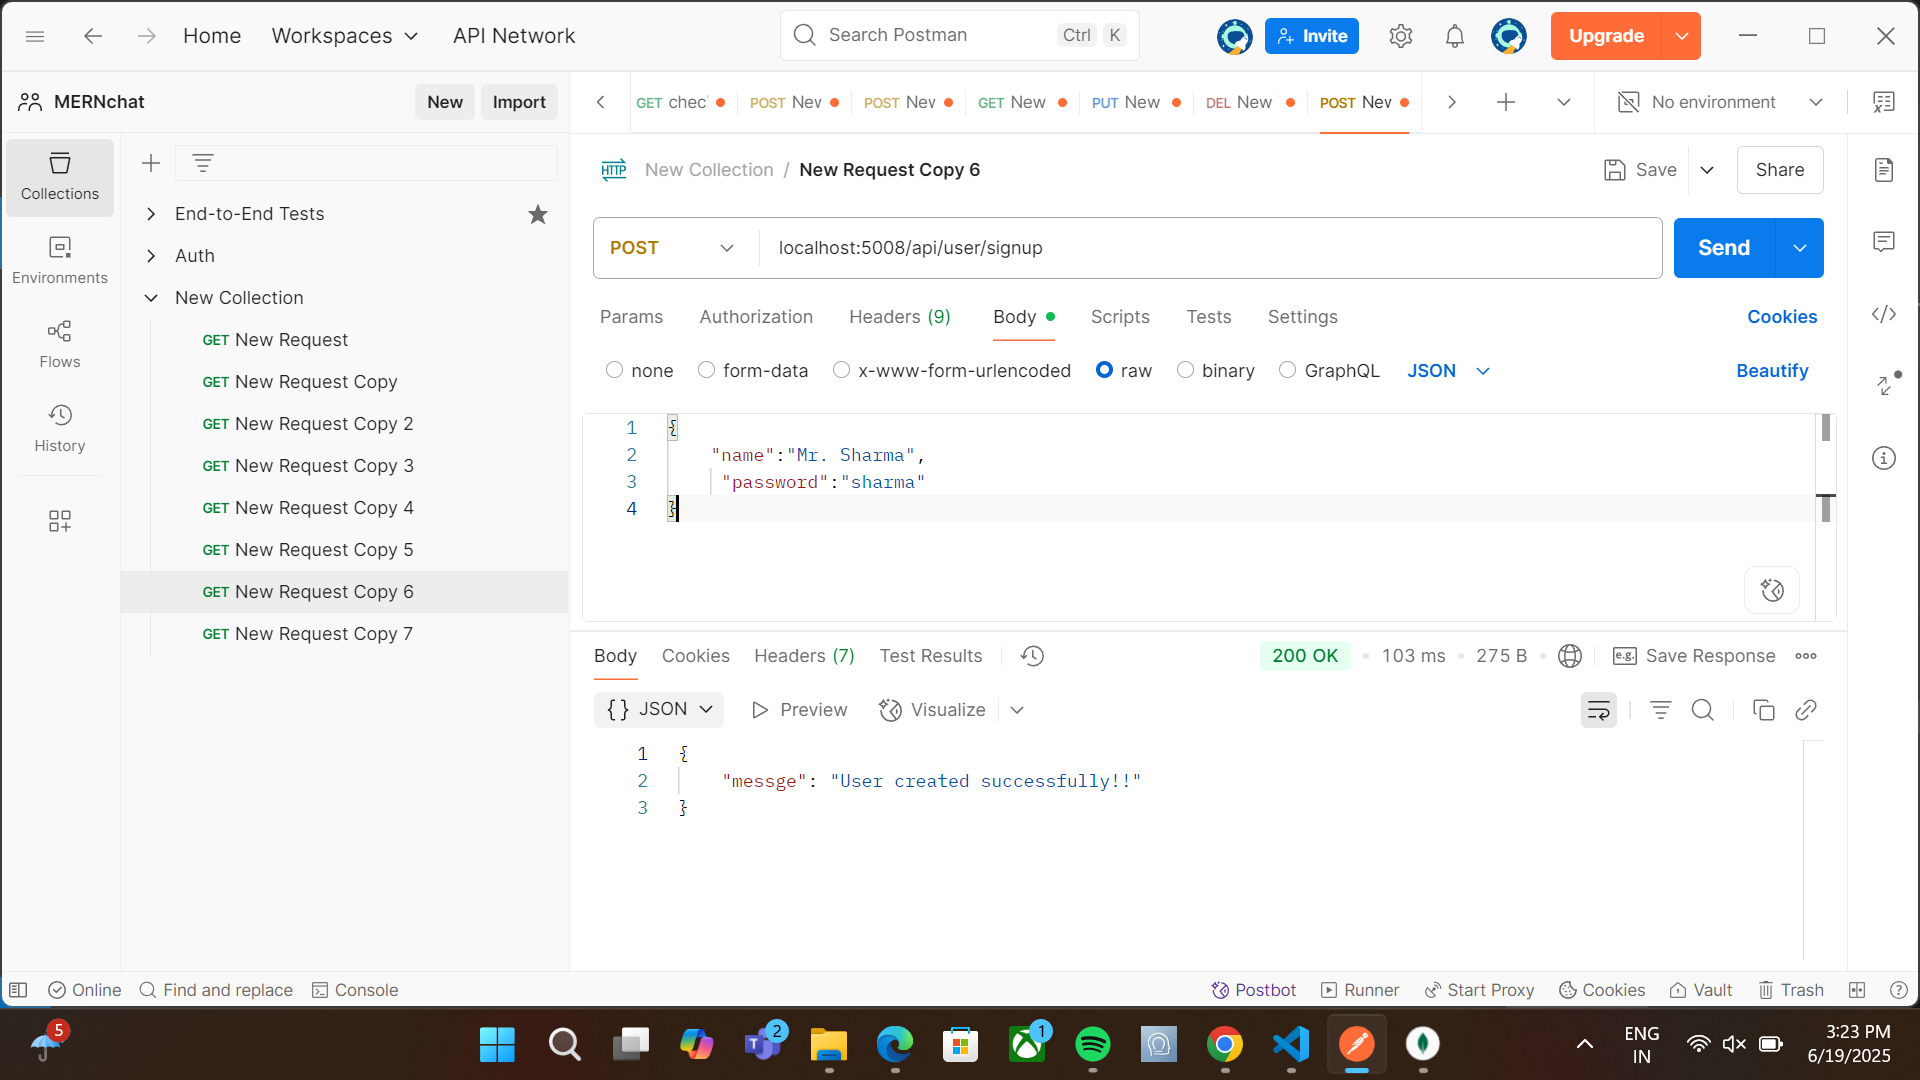 Home
Workspaces
API Network
Search Postman
Ctrl K
Invite
Upgrade
MERNchat
New
Import
GET chec
POST Nev
POST Nev
GET New
PUT New
DEL New
POST Nev
No environment
Collections
Environments
Flows
History
End-to-End Tests
Auth
New Collection
GET New Request
GET New Request Copy
GET New Request Copy 2
GET New Request Copy 3
GET New Request Copy 4
GET New Request Copy 5
GET New Request Copy 6
GET New Request Copy 7
HTTP New Collection / New Request Copy 6
Save
Share
POST
localhost:5008/api/user/signup
Send
Params Authorization Headers (9) Body Scripts Tests Settings
Cookies
none form-data x-www-form-urlencoded raw binary GraphQL JSON
Beautify
1 {
2 "name":"Mr. Sharma",
3 "password":"sharma"
4 }
Body Cookies Headers (7) Test Results
200 OK • 103 ms • 275 B
e.g. Save Response
{} JSON
Preview
Visualize
1 {
2 "messge": "User created successfully!!"
3 }
Online
Find and replace
Console
Postbot
Runner
Start Proxy
Cookies
Vault
Trash
5
2
1
ENG
IN
3:23 PM
6/19/2025